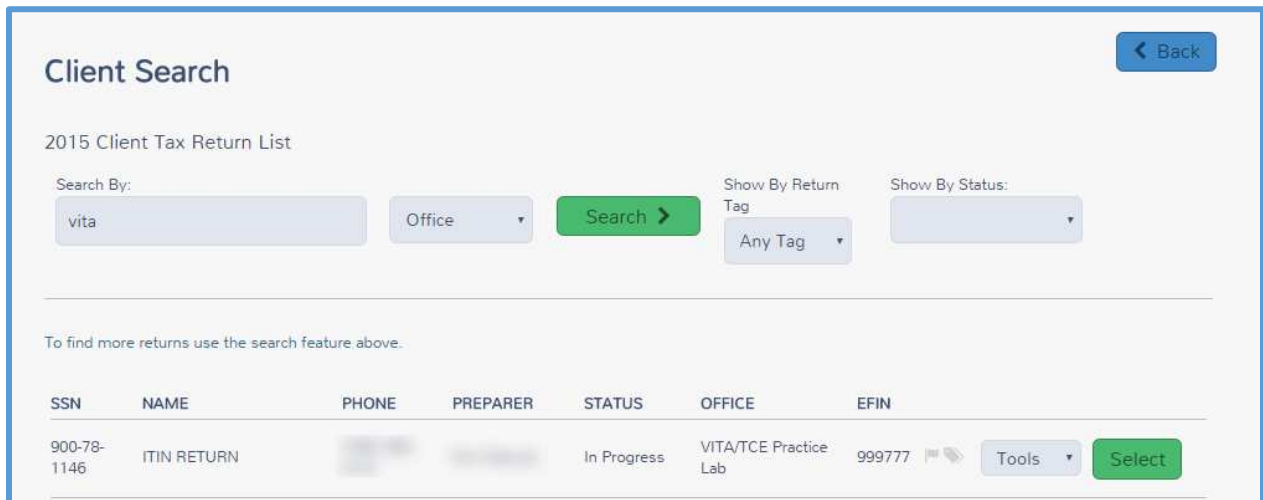 Back
Client Search
2015 Client Tax Return List
Search By:
Show By Return
Tag
Show By Status:
vita
Office
Search
Any Tag
To find more returns use the search feature above.
SSN NAME PHONE PREPARER STATUS OFFICE EFIN
900-78-
1146
ITIN RETURN
In Progress
VITA/TCE Practice
Lab
999777
Tools
Select